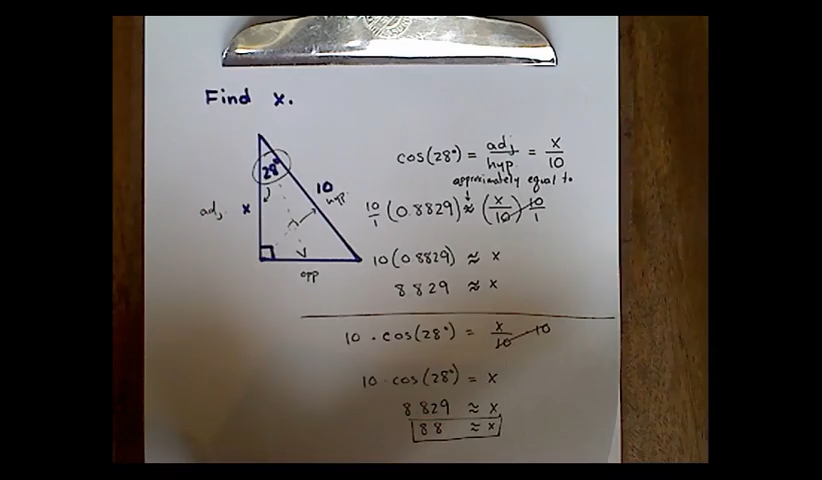 Find x.
28°
10
hyp.
adj. x
opp
cos(28°) = adj/hyp. = x/10
approximately equal to
10/1 (0.8829) ≈ (x/10) 10/1
10(0.8829) ≈ x
8 829 ≈ x
10 · cos(28°) = x/10 · 10
10 · cos(28°) = x
8 829 ≈ x
8 8 ≈ x